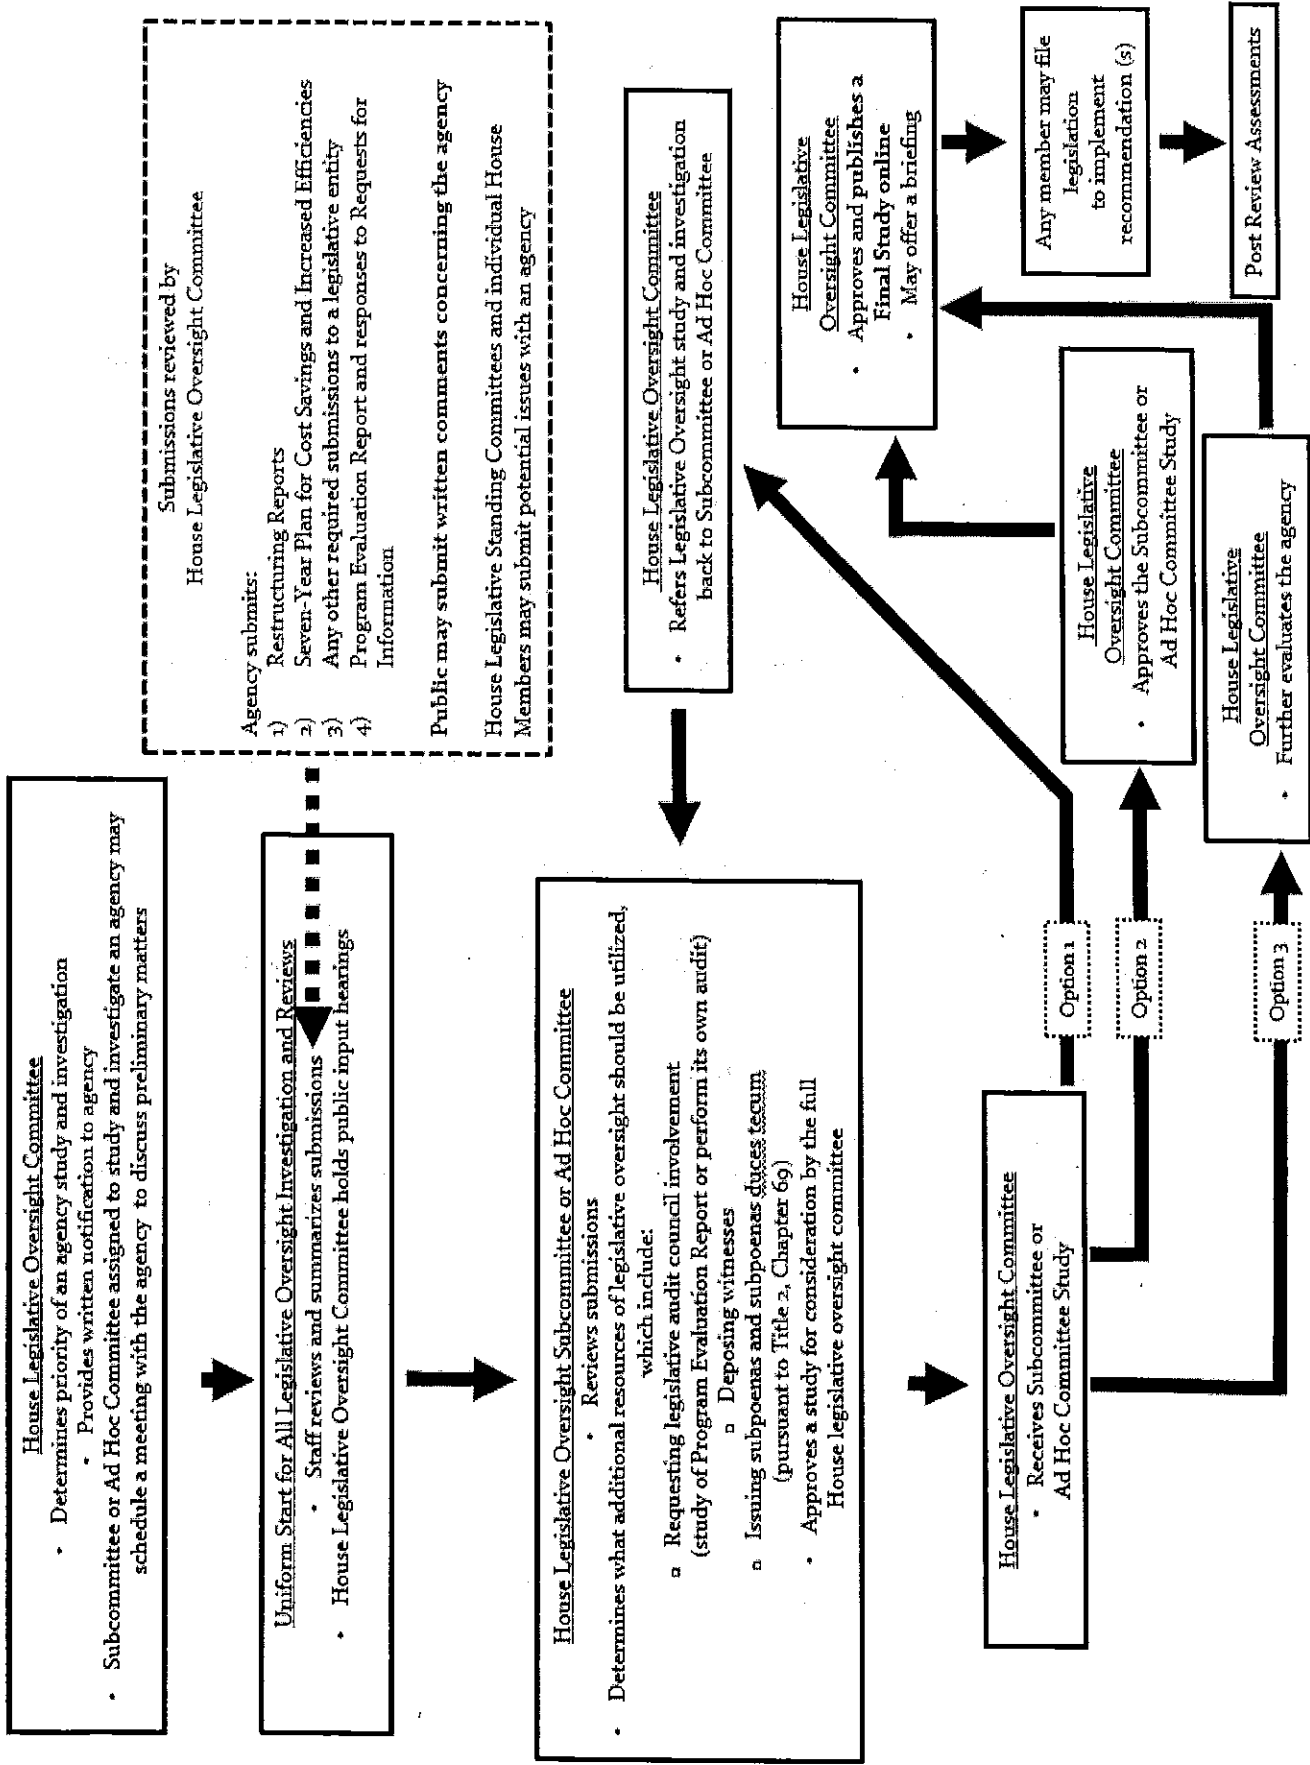 House Legislative Oversight Committee
• Determines priority of an agency study and investigation
• Provides written notification to agency
• Subcommittee or Ad Hoc Committee assigned to study and investigate an agency may
schedule a meeting with the agency to discuss preliminary matters
Uniform Start for All Legislative Oversight Investigation and Reviews
• Staff reviews and summarizes submissions
• House Legislative Oversight Committee holds public input hearings
Submissions reviewed by
House Legislative Oversight Committee
Agency submits:
1) Restructuring Reports
2) Seven-Year Plan for Cost Savings and Increased Efficiencies
3) Any other required submissions to a legislative entity
4) Program Evaluation Report and responses to Requests for
Information
Public may submit written comments concerning the agency
House Legislative Standing Committees and individual House
Members may submit potential issues with an agency
House Legislative Oversight Subcommittee or Ad Hoc Committee
• Reviews submissions
• Determines what additional resources of legislative oversight should be utilized,
which include:
▫ Requesting legislative audit council involvement
(study of Program Evaluation Report or perform its own audit)
▫ Deposing witnesses
▫ Issuing subpoenas and subpoenas duces tecum
(pursuant to Title 2, Chapter 69)
• Approves a study for consideration by the full
House legislative oversight committee
House Legislative Oversight Committee
• Refers Legislative Oversight study and investigation
back to Subcommittee or Ad Hoc Committee
House Legislative Oversight Committee
• Receives Subcommittee or
Ad Hoc Committee Study
Option 1
Option 2
Option 3
House Legislative
Oversight Committee
• Approves the Subcommittee or
Ad Hoc Committee Study
House Legislative
Oversight Committee
• Further evaluates the agency
House Legislative
Oversight Committee
• Approves and publishes a
Final Study online
• May offer a briefing
Any member may file
legislation
to implement
recommendation (s)
Post Review Assessments